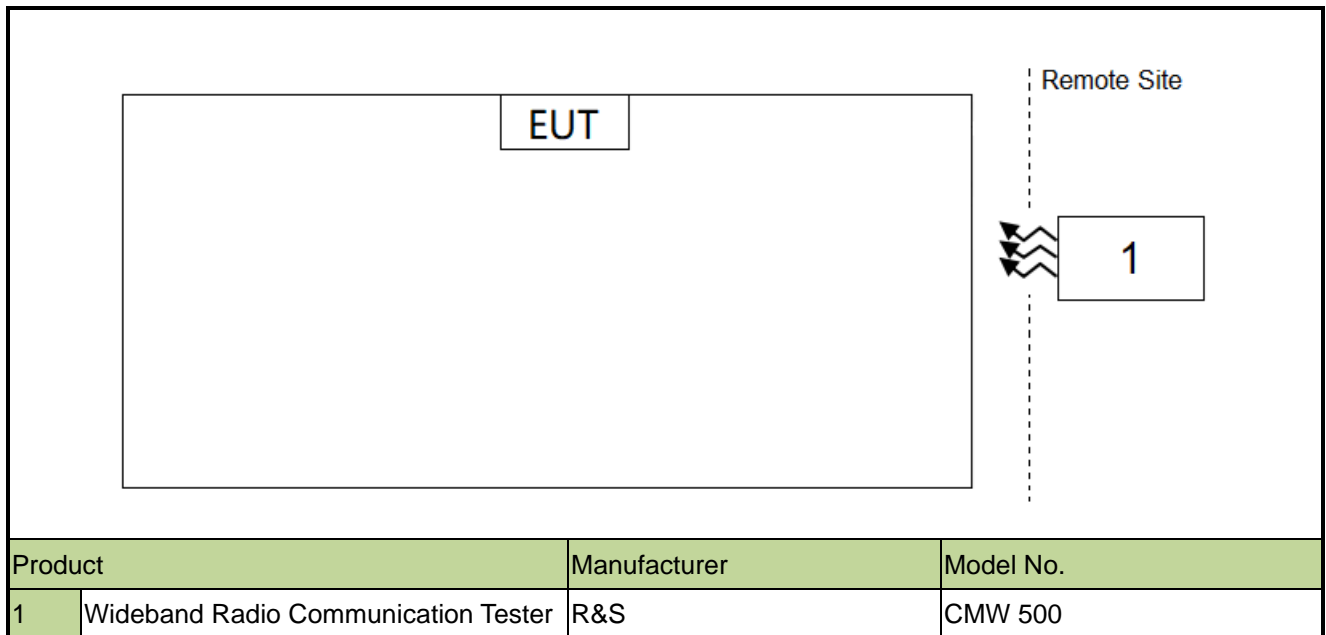 Remote Site
EUT
1
Product Manufacturer Model No.
1 Wideband Radio Communication Tester R&S CMW 500